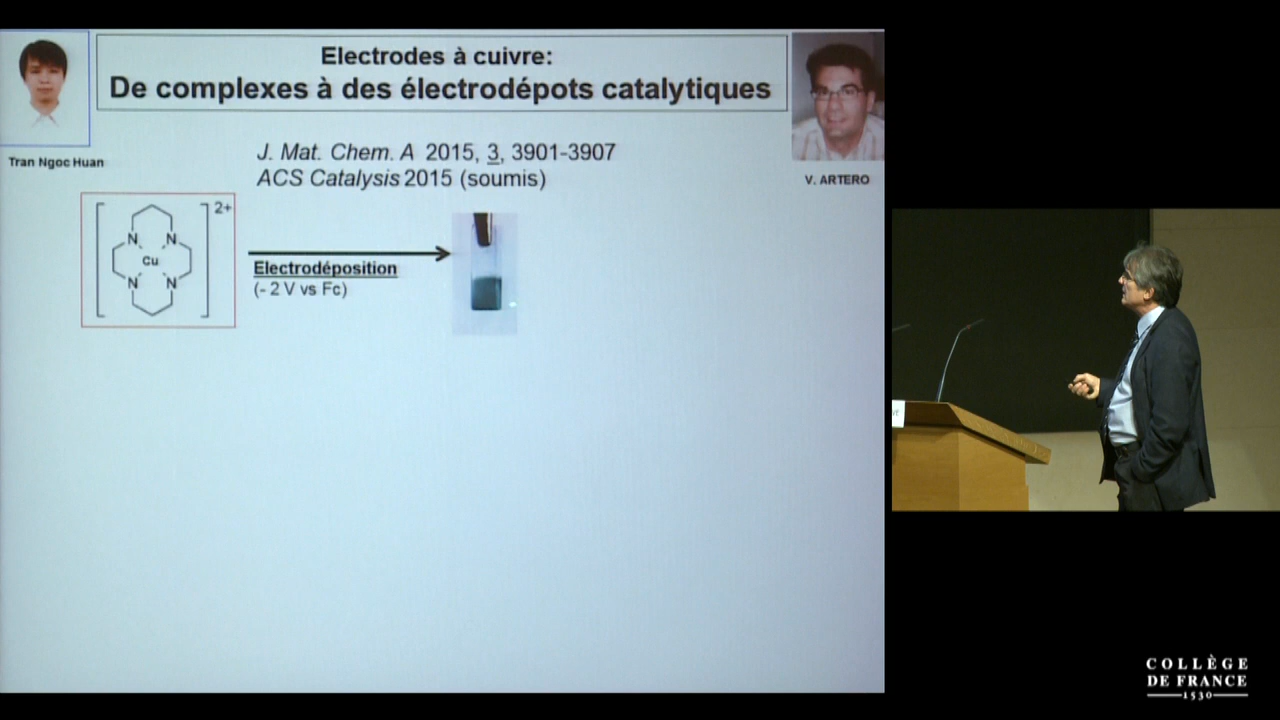 Electrodes à cuivre:
De complexes à des électrodépots catalytiques
Tran Ngoc Huan
V. ARTERO
J. Mat. Chem. A 2015, 3, 3901-3907
ACS Catalysis 2015 (soumis)
2+
N N
Cu
N N
Electrodéposition
(- 2 V vs Fc)
COLLÈGE
DE FRANCE
1530